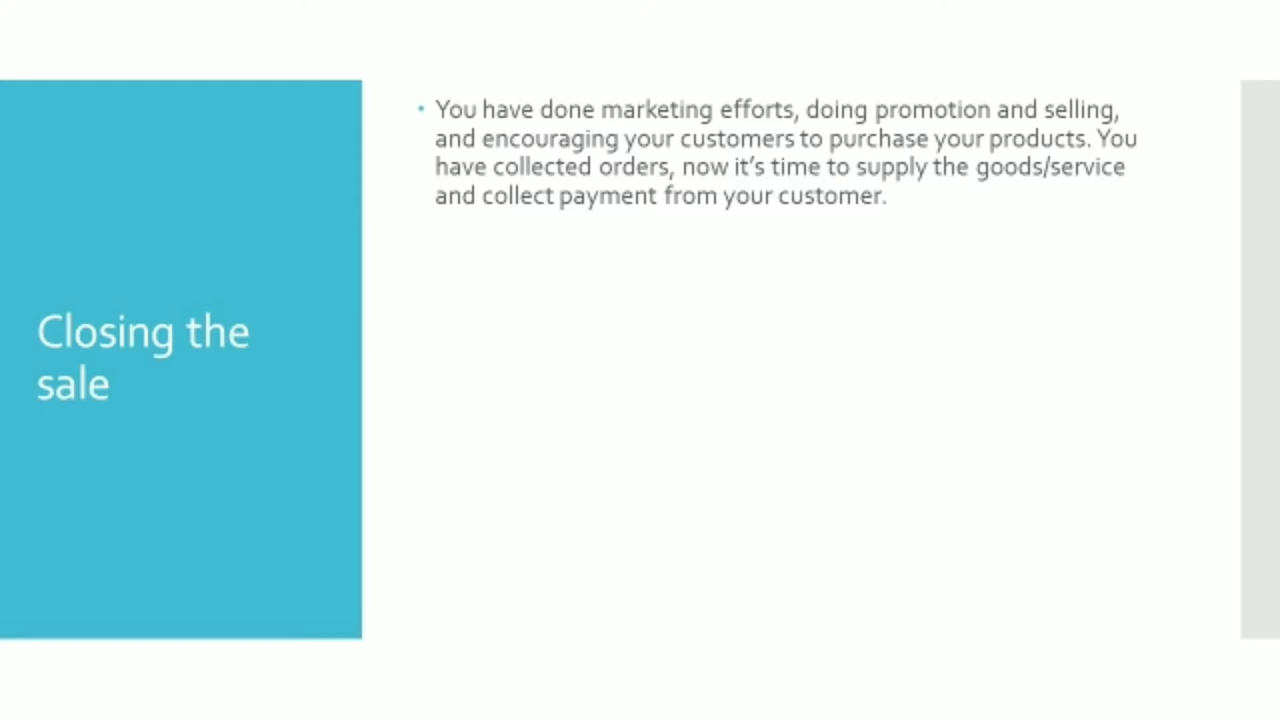 Closing the
sale
• You have done marketing efforts, doing promotion and selling,
and encouraging your customers to purchase your products. You
have collected orders, now it's time to supply the goods/service
and collect payment from your customer.